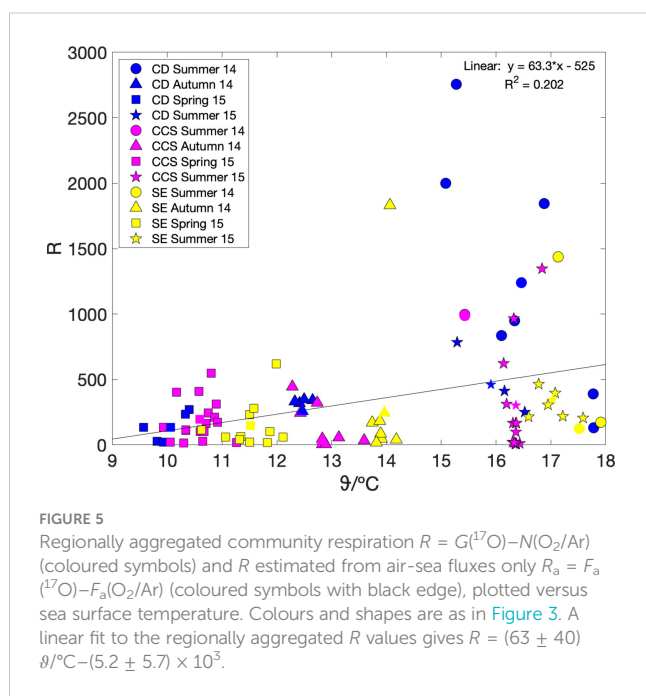 3000
2500
2000
1500
1000
500
0
R
CD Summer 14
CD Autumn 14
CD Spring 15
CD Summer 15
CCS Summer 14
CCS Autumn 14
CCS Spring 15
CCS Summer 15
SE Summer 14
SE Autumn 14
SE Spring 15
SE Summer 15
Linear: y = 63.3*x - 525
R² = 0.202
9 10 11 12 13 14 15 16 17 18
ϑ/°C
FIGURE 5
Regionally aggregated community respiration R = G(¹⁷O)–N(O₂/Ar)
(coloured symbols) and R estimated from air-sea fluxes only Rₐ = Fₐ
(¹⁷O)–Fₐ(O₂/Ar) (coloured symbols with black edge), plotted versus
sea surface temperature. Colours and shapes are as in Figure 3. A
linear fit to the regionally aggregated R values gives R = (63 ± 40)
ϑ/°C–(5.2 ± 5.7) × 10³.